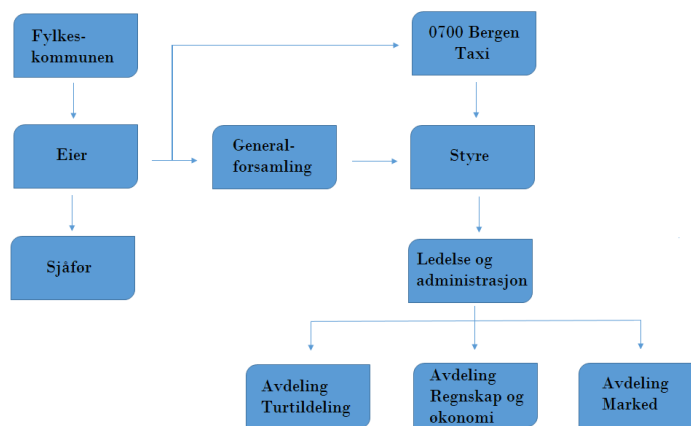 Fylkes-
kommunen
0700 Bergen
Taxi
Eier
General-
forsamling
Styre
Sjåfør
Ledelse og
administrasjon
Avdeling
Turtildeling
Avdeling
Regnskap og
økonomi
Avdeling
Marked